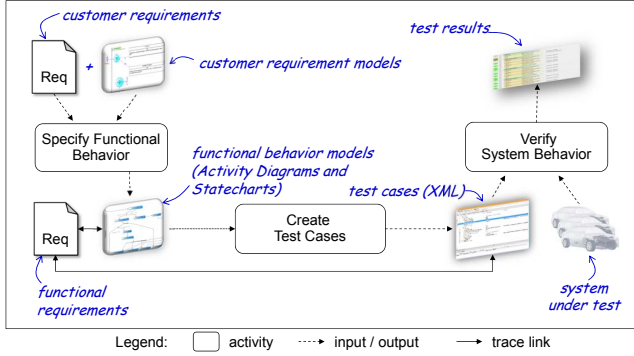 customer requirements
test results
Req
+
customer requirement models
Specify Functional
Behavior
Verify
System Behavior
functional behavior models
(Activity Diagrams and
Statecharts)
test cases (XML)
Req
Create
Test Cases
functional
requirements
system
under test
Legend:
activity
input / output
trace link